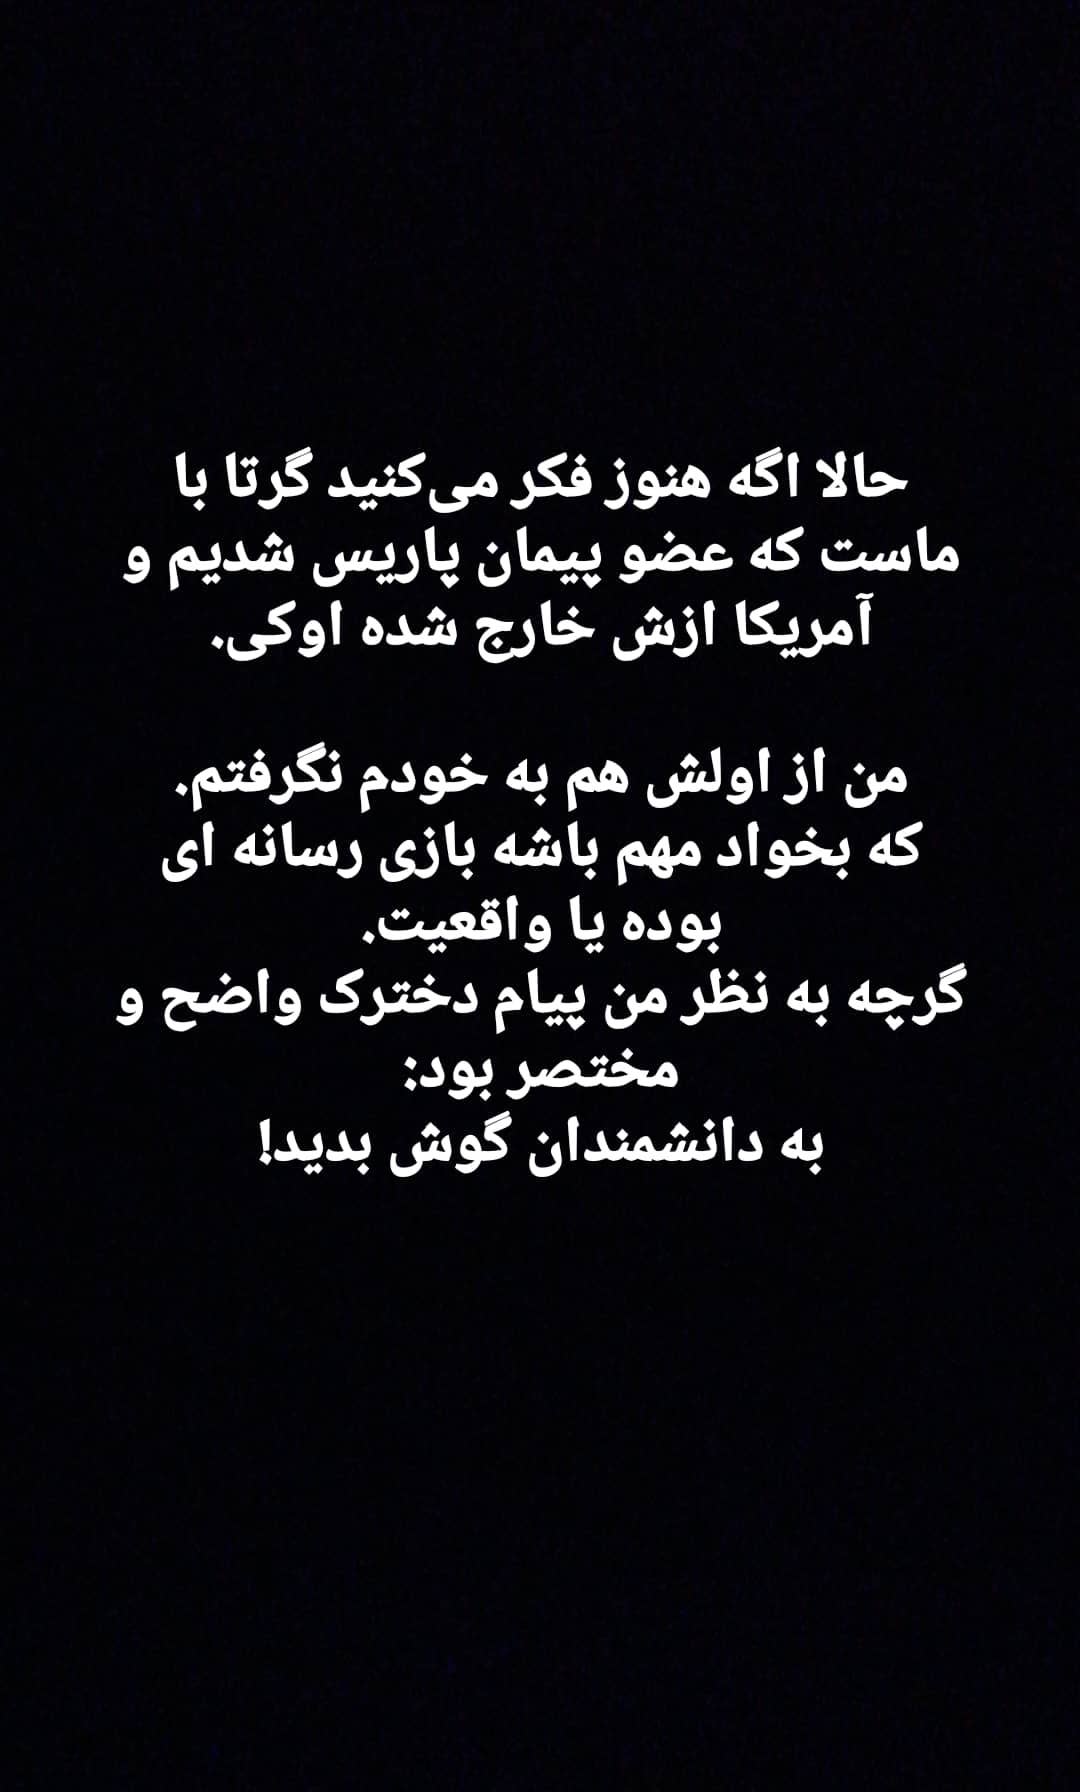 حالا اگه هنوز فکر می‌کنید گرتا با
ماست که عضو پیمان پاریس شدیم و
آمریکا ازش خارج شده اوکی.
من از اولش هم به خودم نگرفتم.
که بخواد مهم باشه بازی رسانه ای
بوده یا واقعیت.
گرچه به نظر من پیام دخترک واضح و
مختصر بود:
به دانشمندان گوش بدید!